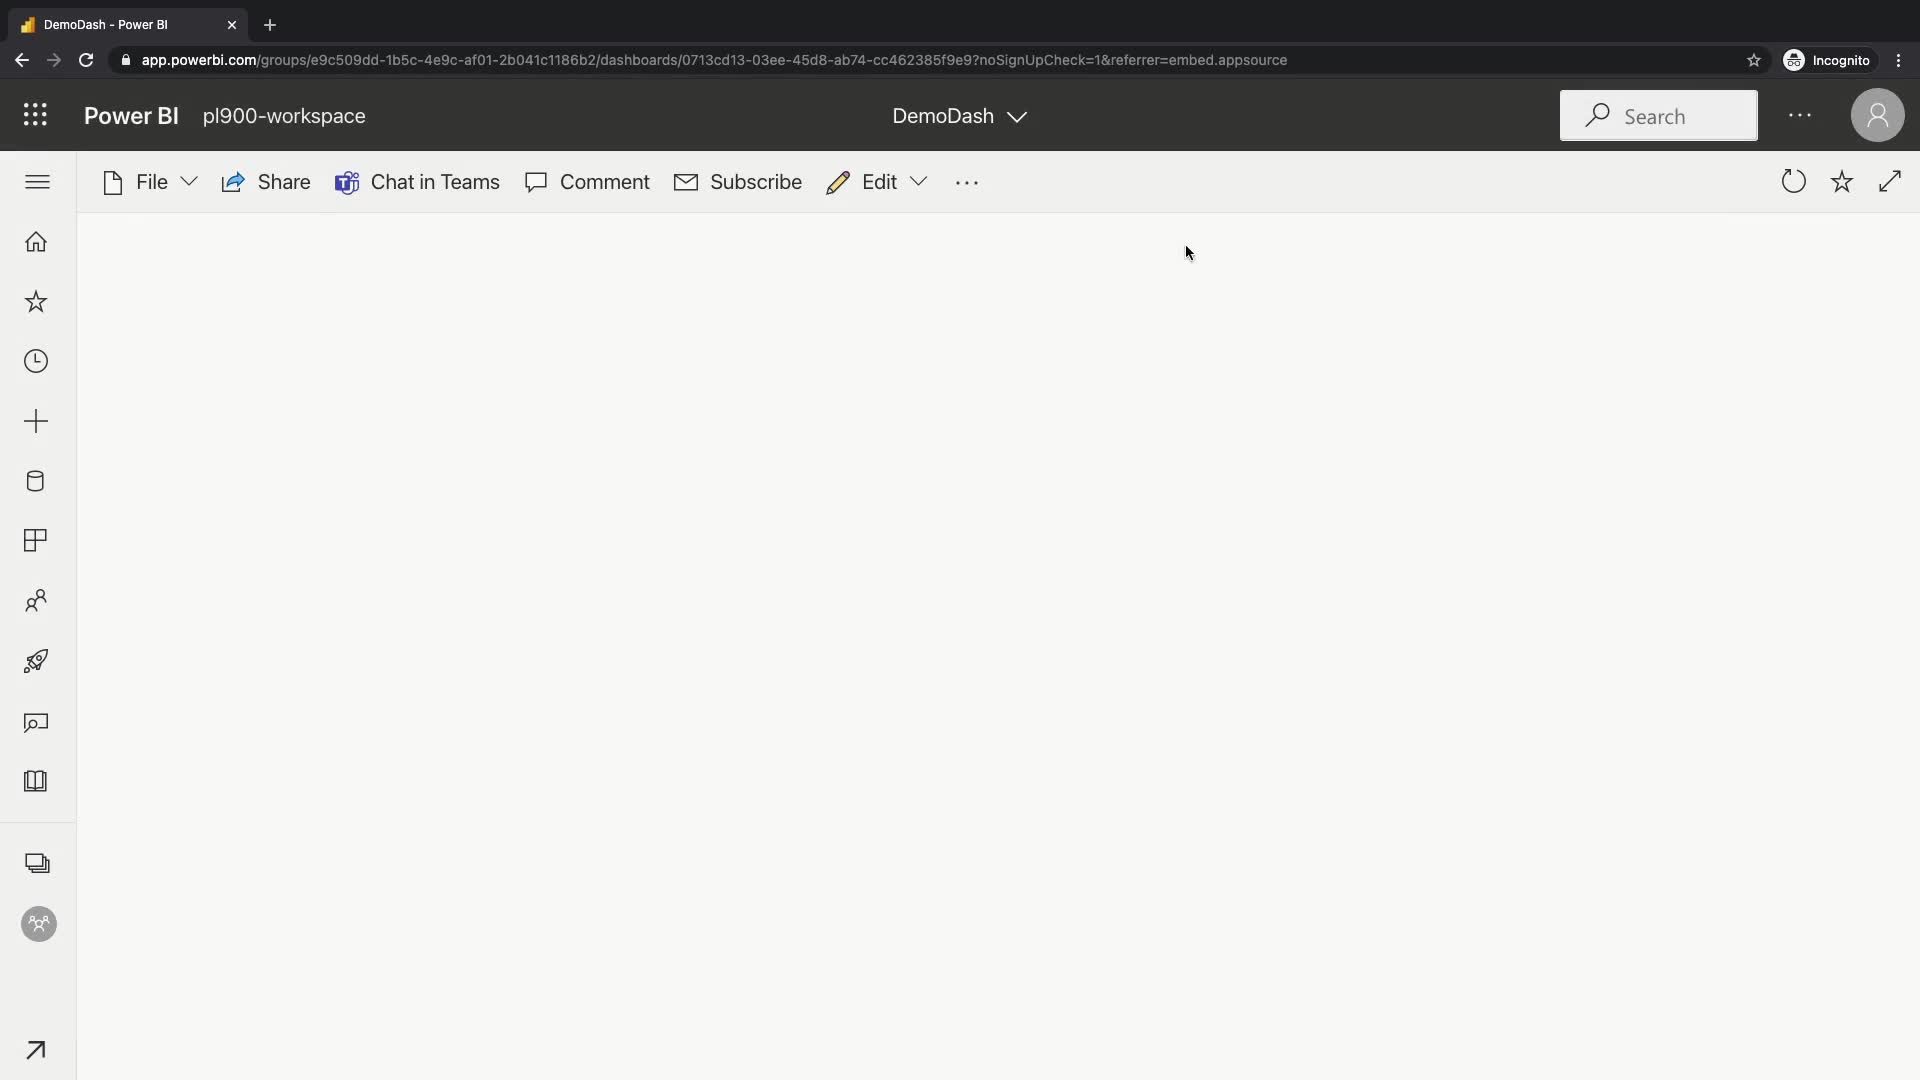 DemoDash - Power BI
app.powerbi.com/groups/e9c509dd-1b5c-4e9c-af01-2b041c1186b2/dashboards/0713cd13-03ee-45d8-ab74-cc462385f9e9?noSignUpCheck=1&referrer=embed.appsource
Incognito
Power BI pl900-workspace DemoDash Search
File Share Chat in Teams Comment Subscribe Edit